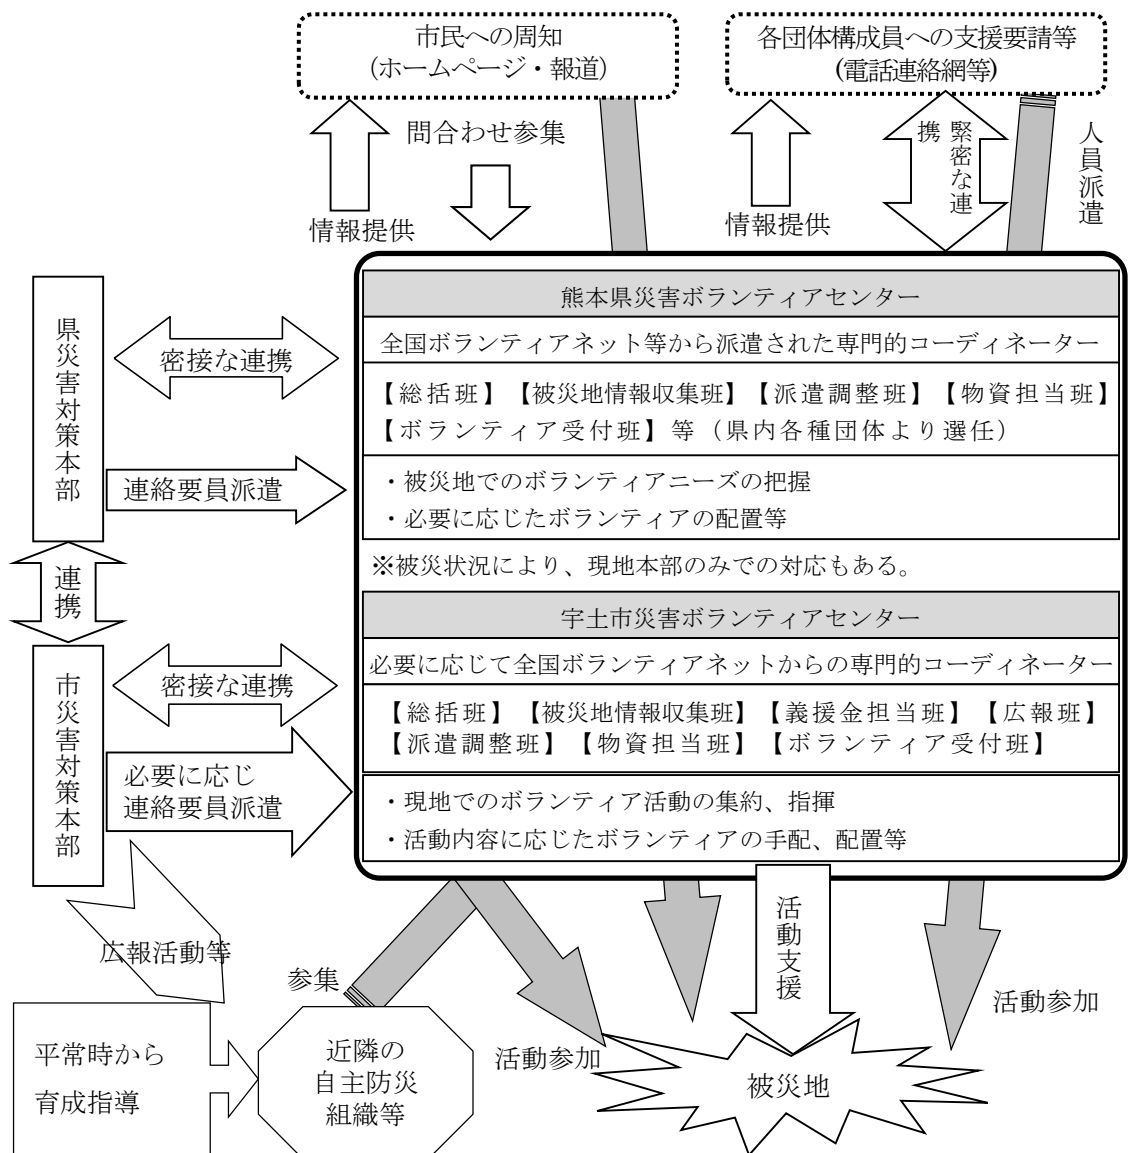 市民への周知
(ホームページ・報道)
各団体構成員への支援要請等
(電話連絡網等)
問合わせ参集
情報提供
情報提供
緊密な連
携
人員派遣
県災害対策本部
密接な連携
連絡要員派遣
連携
熊本県災害ボランティアセンター
全国ボランティアネット等から派遣された専門的コーディネーター
【総括班】【被災地情報収集班】【派遣調整班】【物資担当班】
【ボランティア受付班】等（県内各種団体より選任）
・被災地でのボランティアニーズの把握
・必要に応じたボランティアの配置等
※被災状況により、現地本部のみでの対応もある。
宇土市災害ボランティアセンター
必要に応じて全国ボランティアネットからの専門的コーディネーター
【総括班】【被災地情報収集班】【義援金担当班】【広報班】
【派遣調整班】【物資担当班】【ボランティア受付班】
・現地でのボランティア活動の集約、指揮
・活動内容に応じたボランティアの手配、配置等
市災害対策本部
密接な連携
必要に応じ
連絡要員派遣
広報活動等
参集
活動支援
活動参加
活動参加
平常時から
育成指導
近隣の
自主防災
組織等
被災地